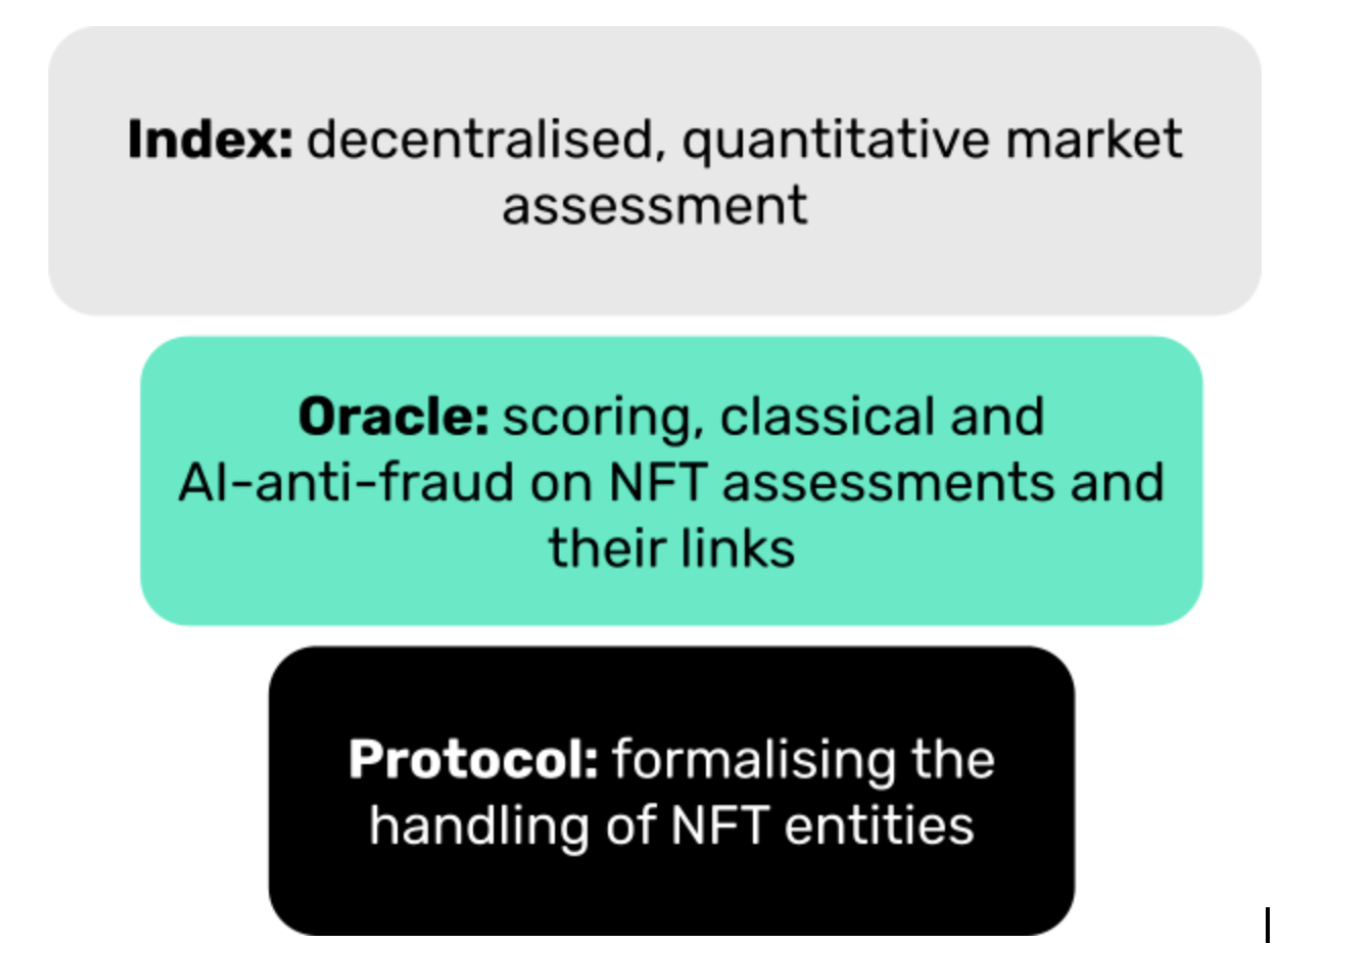 Index: decentralised, quantitative market
assessment
Oracle: scoring, classical and
AI-anti-fraud on NFT assessments and
their links
Protocol: formalising the
handling of NFT entities